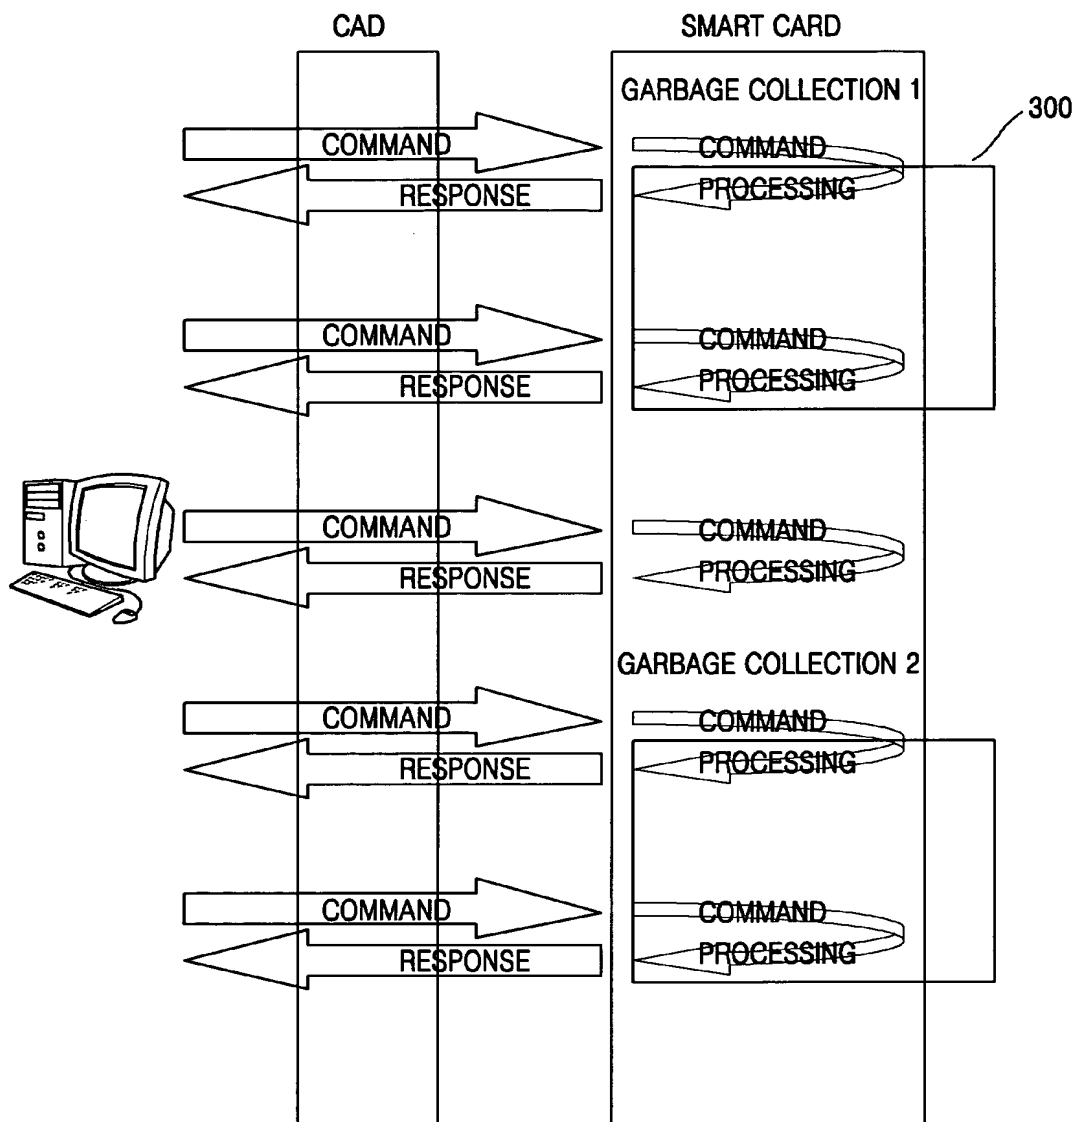 CAD
SMART CARD
GARBAGE COLLECTION 1
300
COMMAND
COMMAND
RESPONSE
PROCESSING
COMMAND
COMMAND
RESPONSE
PROCESSING
COMMAND
COMMAND
RESPONSE
PROCESSING
GARBAGE COLLECTION 2
COMMAND
COMMAND
RESPONSE
PROCESSING
COMMAND
COMMAND
RESPONSE
PROCESSING